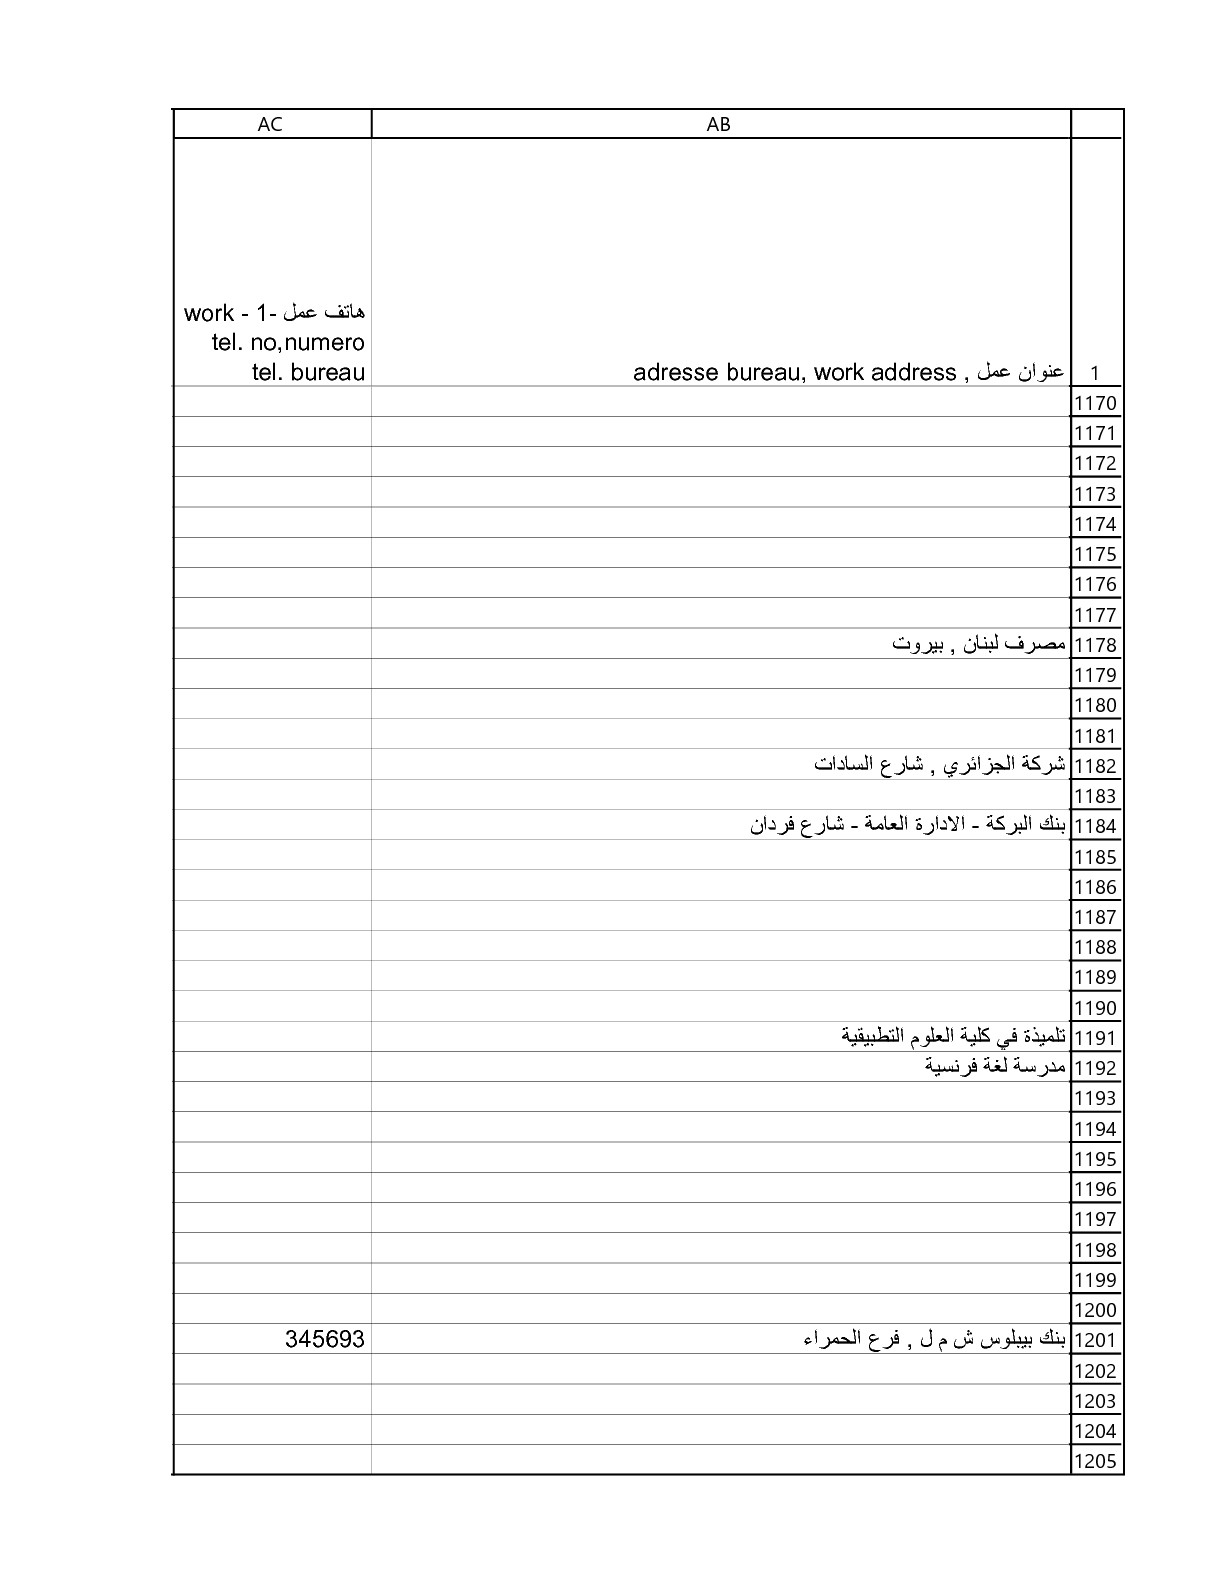 AB AC
عنوان عمل , adresse bureau, work address
هاتف عمل -1 - work
tel. no,numero
tel. bureau
1
1170
1171
1172
1173
1174
1175
1176
1177
1178 مصرف لبنان , بيروت
1179
1180
1181
1182 شركة الجزائري , شارع السادات
1183
1184 بنك البركة - الادارة العامة - شارع فردان
1185
1186
1187
1188
1189
1190
1191 تلميذة في كلية العلوم التطبيقية
1192 مدرسة لغة فرنسية
1193
1194
1195
1196
1197
1198
1199
1200
1201 بنك بيبلوس ش م ل , فرع الحمراء 345693
1202
1203
1204
1205